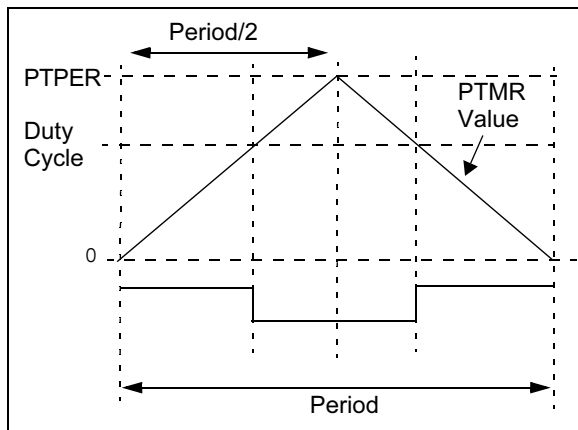 Period/2
PTPER
PTMR
Value
Duty
Cycle
0
Period